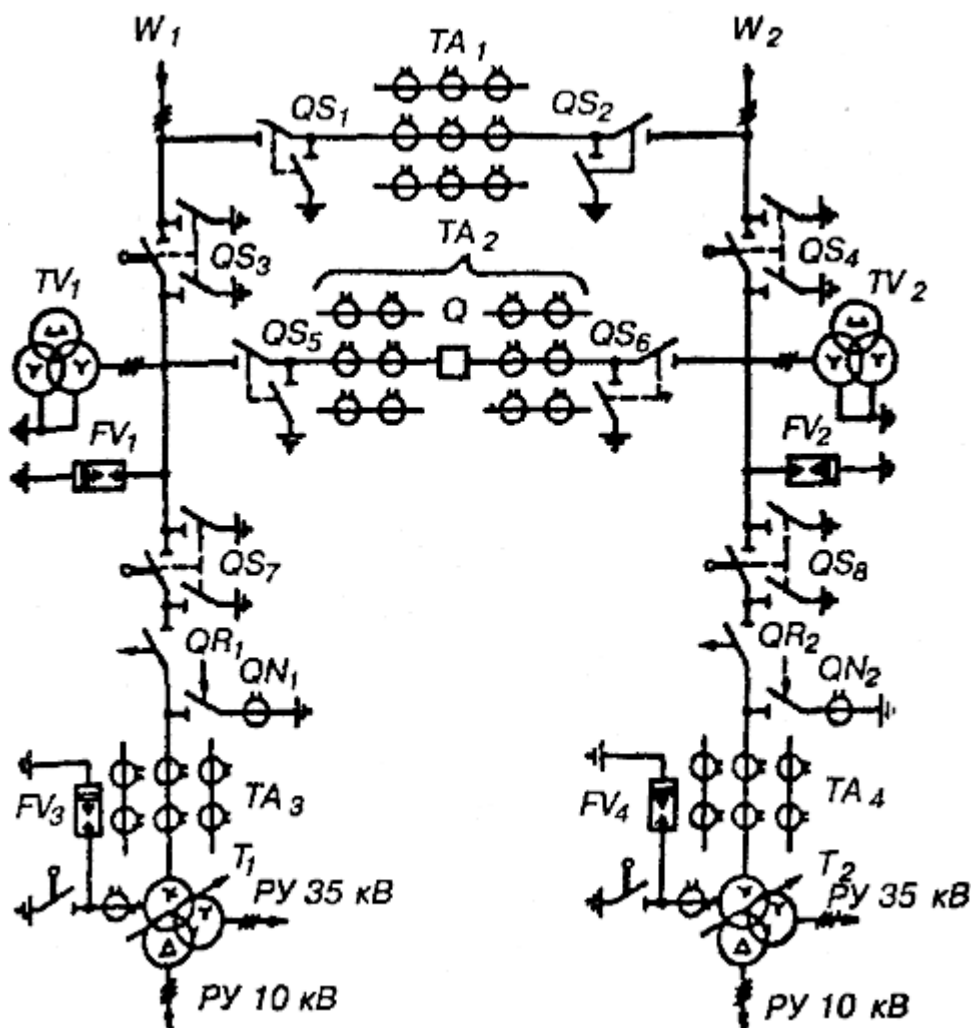 W1 TA1 W2
QS1 QS2
TA2
QS3 QS4
TV1 TV2
Q
QS5 QS6
FV1 FV2
QS7 QS8
QR1 QR2
QN1 QN2
FV3 TA3 FV4 TA4
T1 T2
РУ 35 кВ РУ 35 кВ
РУ 10 кВ РУ 10 кВ